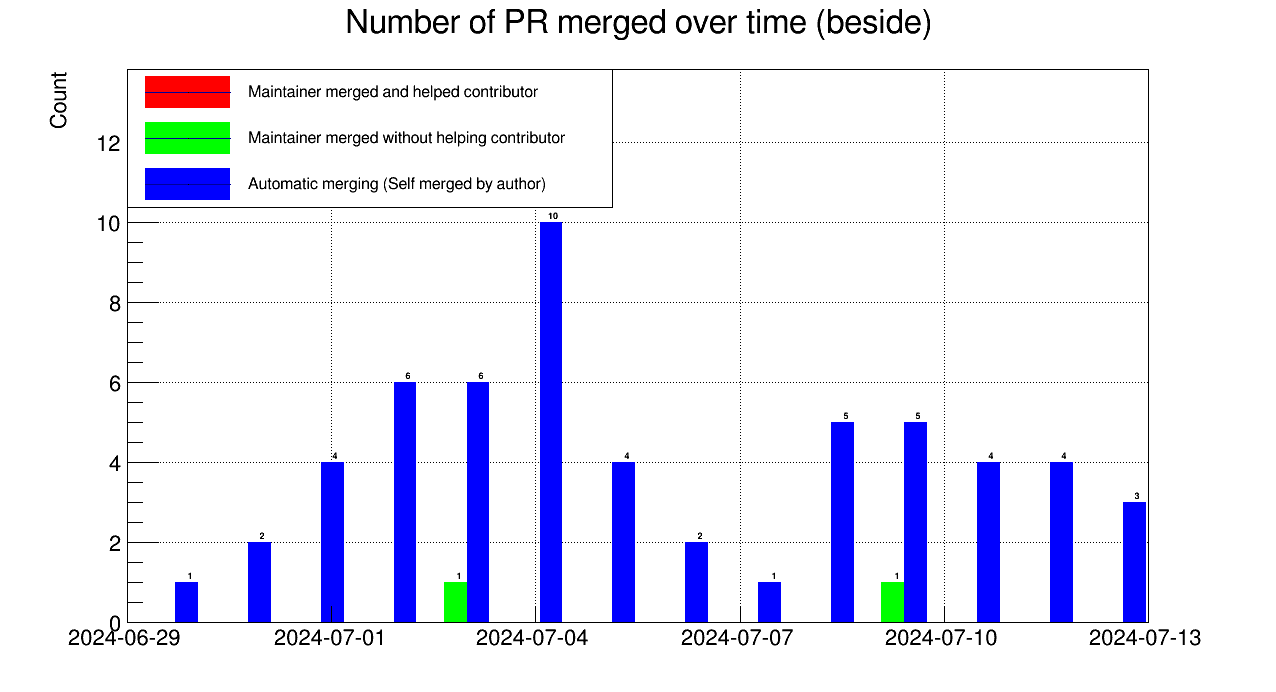 Number of PR merged over time (beside)
Count
Maintainer merged and helped contributor
Maintainer merged without helping contributor
Automatic merging (Self merged by author)
12
10
8
6
4
2
0
10
6 6
5 5
4 4 4 4
3
2 2
1 1 1 1
2024-06-29 2024-07-01 2024-07-04 2024-07-07 2024-07-10 2024-07-13